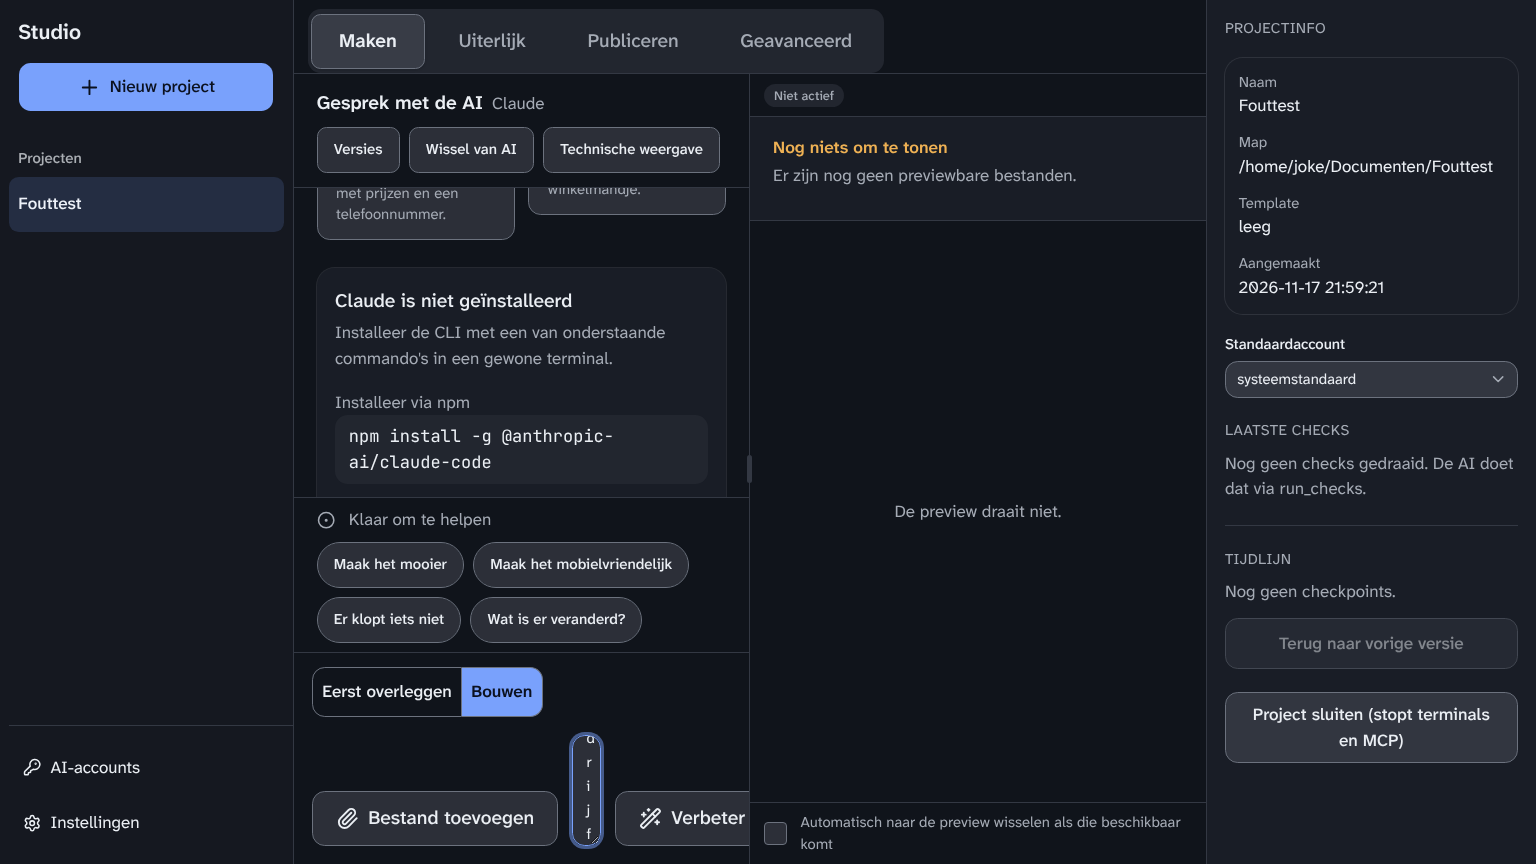 Studio
Nieuw project
Projecten
Fouttest
AI-accounts
Instellingen
Maken
Uiterlijk
Publiceren
Geavanceerd
Gesprek met de AI Claude
Versies
Wissel van AI
Technische weergave
met prijzen en een
telefoonnummer.
winkelmandje.
Claude is niet geïnstalleerd
Installeer de CLI met een van onderstaande
commando's in een gewone terminal.
Installeer via npm
npm install -g @anthropic-
ai/claude-code
Klaar om te helpen
Maak het mooier
Maak het mobielvriendelijk
Er klopt iets niet
Wat is er veranderd?
Eerst overleggen
Bouwen
Bestand toevoegen
r
i
j
f
Verbeter
Niet actief
Nog niets om te tonen
Er zijn nog geen previewbare bestanden.
De preview draait niet.
Automatisch naar de preview wisselen als die beschikbaar
komt
PROJECTINFO
Naam
Fouttest
Map
/home/joke/Documenten/Fouttest
Template
leeg
Aangemaakt
2026-11-17 21:59:21
Standaardaccount
systeemstandaard
LAATSTE CHECKS
Nog geen checks gedraaid. De AI doet
dat via run_checks.
TIJDLIJN
Nog geen checkpoints.
Terug naar vorige versie
Project sluiten (stopt terminals
en MCP)